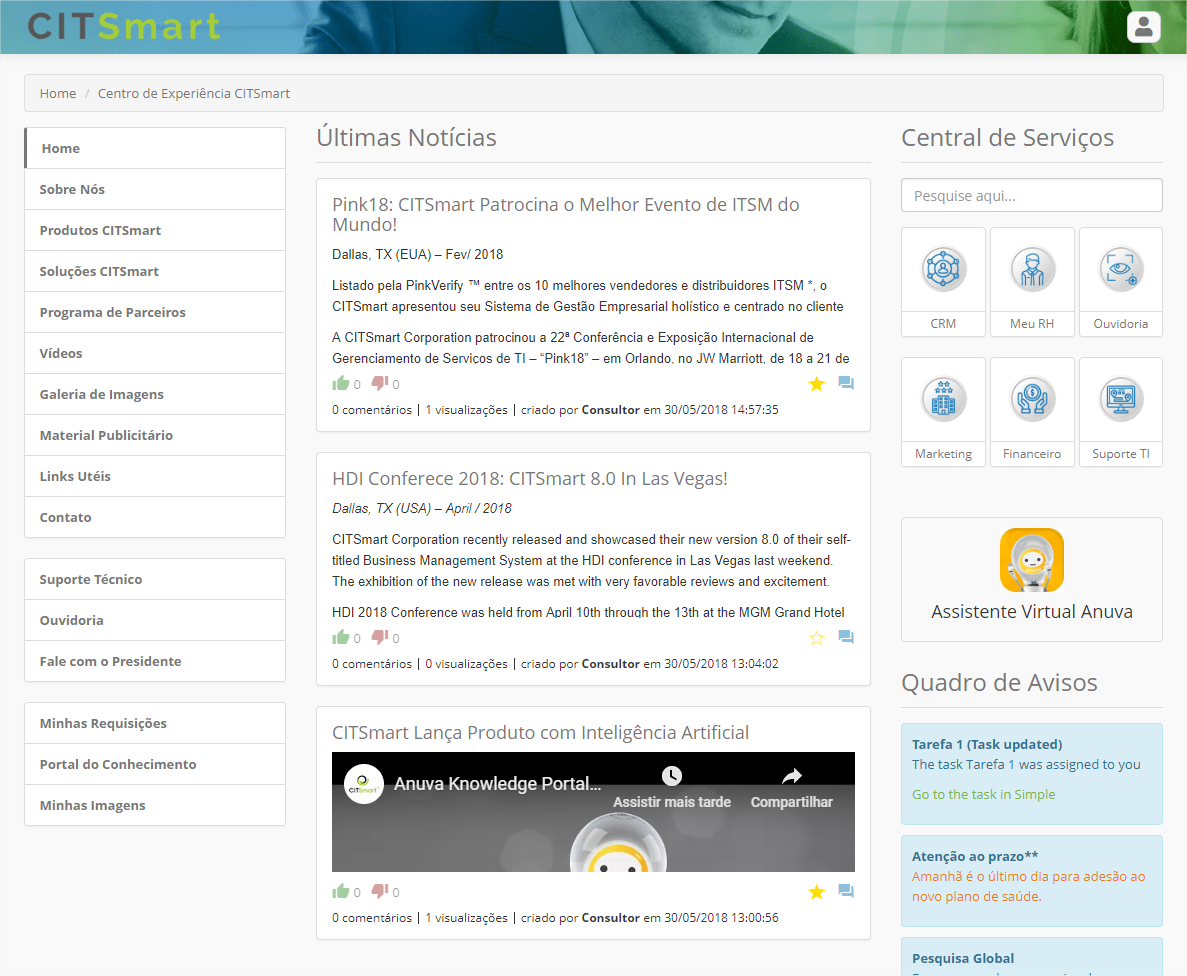 CITSmart
Home / Centro de Experiência CITSmart
Home
Sobre Nós
Produtos CITSmart
Soluções CITSmart
Programa de Parceiros
Vídeos
Galeria de Imagens
Material Publicitário
Links Utéis
Contato
Suporte Técnico
Ouvidoria
Fale com o Presidente
Minhas Requisições
Portal do Conhecimento
Minhas Imagens
Últimas Notícias
Pink18: CITSmart Patrocina o Melhor Evento de ITSM do
Mundo!
Dallas, TX (EUA) – Fev/ 2018
Listado pela PinkVerify ™ entre os 10 melhores vendedores e distribuidores ITSM *, o
CITSmart apresentou seu Sistema de Gestão Empresarial holístico e centrado no cliente
A CITSmart Corporation patrocinou a 22ª Conferência e Exposição Internacional de
Gerenciamento de Serviços de TI – “Pink18” – em Orlando, no JW Marriott, de 18 a 21 de
0 0
0 comentários | 1 visualizações | criado por Consultor em 30/05/2018 14:57:35
HDI Conferece 2018: CITSmart 8.0 In Las Vegas!
Dallas, TX (USA) – April / 2018
CITSmart Corporation recently released and showcased their new version 8.0 of their self-
titled Business Management System at the HDI conference in Las Vegas last weekend.
The exhibition of the new release was met with very favorable reviews and excitement.
HDI 2018 Conference was held from April 10th through the 13th at the MGM Grand Hotel
0 0
0 comentários | 0 visualizações | criado por Consultor em 30/05/2018 13:04:02
CITSmart Lança Produto com Inteligência Artificial
CITSmart
Anuva Knowledge Portal...
Assistir mais tarde
Compartilhar
0 0
0 comentários | 1 visualizações | criado por Consultor em 30/05/2018 13:00:56
Central de Serviços
Pesquise aqui...
CRM
Meu RH
Ouvidoria
Marketing
Financeiro
Suporte TI
Assistente Virtual Anuva
Quadro de Avisos
Tarefa 1 (Task updated)
The task Tarefa 1 was assigned to you
Go to the task in Simple
Atenção ao prazo**
Amanhã é o último dia para adesão ao
novo plano de saúde.
Pesquisa Global